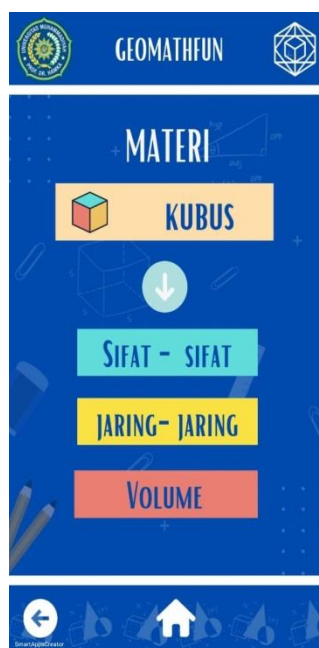 GEOMATHFUN
MATERI
KUBUS
SIFAT - SIFAT
JARING- JARING
VOLUME
SmartAppsCreator